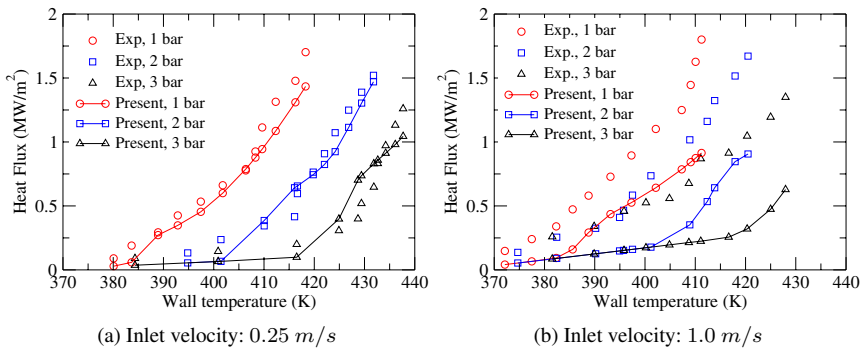 2
1.5
1
0.5
0
Heat Flux (MW/m²)
Exp, 1 bar
Exp, 2 bar
Exp, 3 bar
Present, 1 bar
Present, 2 bar
Present, 3 bar
370 380 390 400 410 420 430 440
Wall temperature (K)
(a) Inlet velocity: 0.25 m/s
2
1.5
1
0.5
0
Heat Flux (MW/m²)
Exp., 1 bar
Exp., 2 bar
Exp., 3 bar
Present, 1 bar
Present, 2 bar
Present, 3 bar
370 380 390 400 410 420 430 440
Wall temperature (K)
(b) Inlet velocity: 1.0 m/s